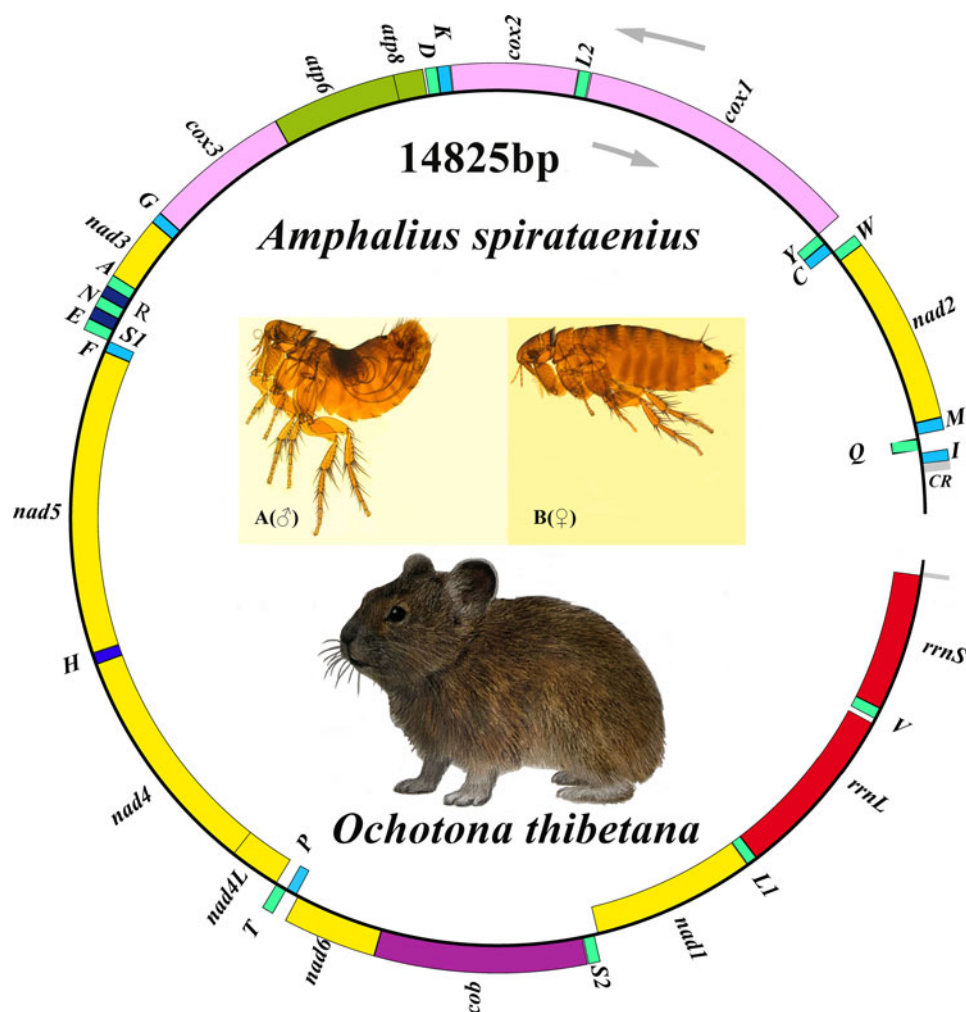 K
D
cox2
L2
atp8
atp6
cox1
cox3
14825bp
G
W
Amphalius spirataenius
nad3
Y
C
A
N
R
E
S1
F
nad2
M
Q
I
CR
A(♂)
B(♀)
nad5
rrnS
H
V
rrnL
nad4
Ochotona thibetana
P
L1
nad4L
T
nad1
nad6
S2
cob